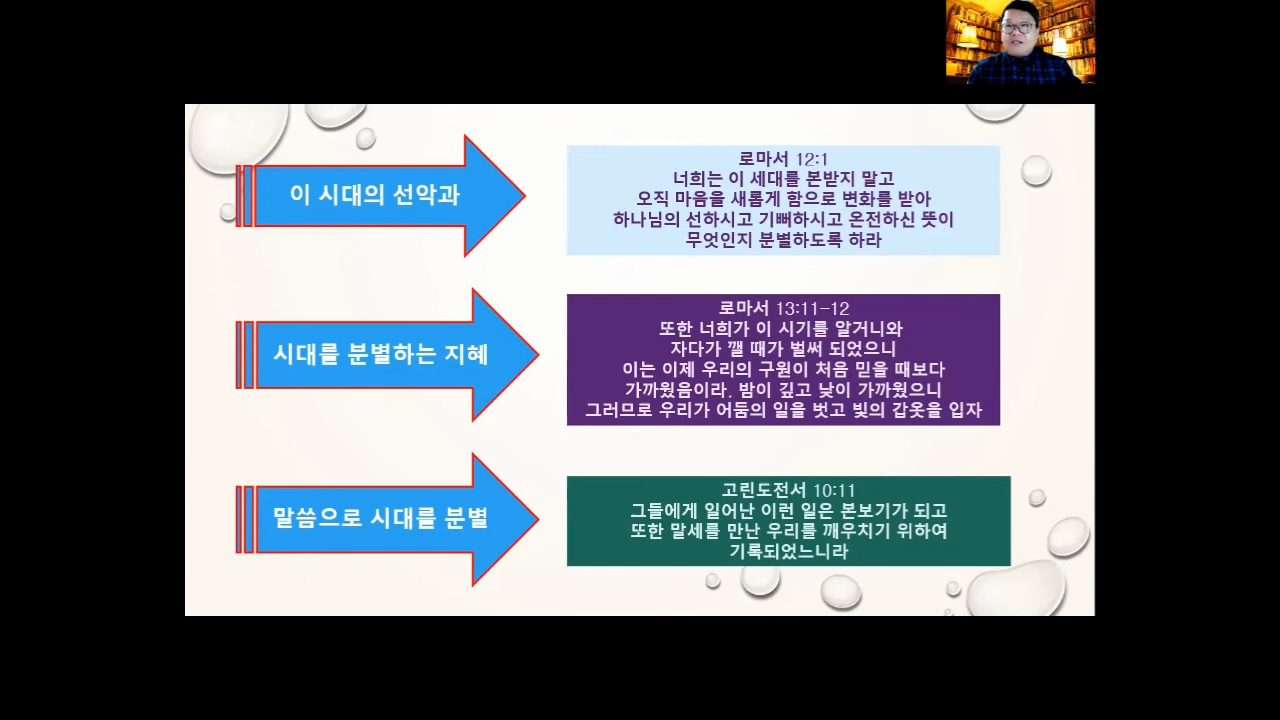 이 시대의 선악과
로마서 12:1
너희는 이 세대를 본받지 말고
오직 마음을 새롭게 함으로 변화를 받아
하나님의 선하시고 기뻐하시고 온전하신 뜻이
무엇인지 분별하도록 하라
시대를 분별하는 지혜
로마서 13:11-12
또한 너희가 이 시기를 알거니와
자다가 깰 때가 벌써 되었으니
이는 이제 우리의 구원이 처음 믿을 때보다
가까웠음이라. 밤이 깊고 낮이 가까웠으니
그러므로 우리가 어둠의 일을 벗고 빛의 갑옷을 입자
말씀으로 시대를 분별
고린도전서 10:11
그들에게 일어난 이런 일은 본보기가 되고
또한 말세를 만난 우리를 깨우치기 위하여
기록되었느니라